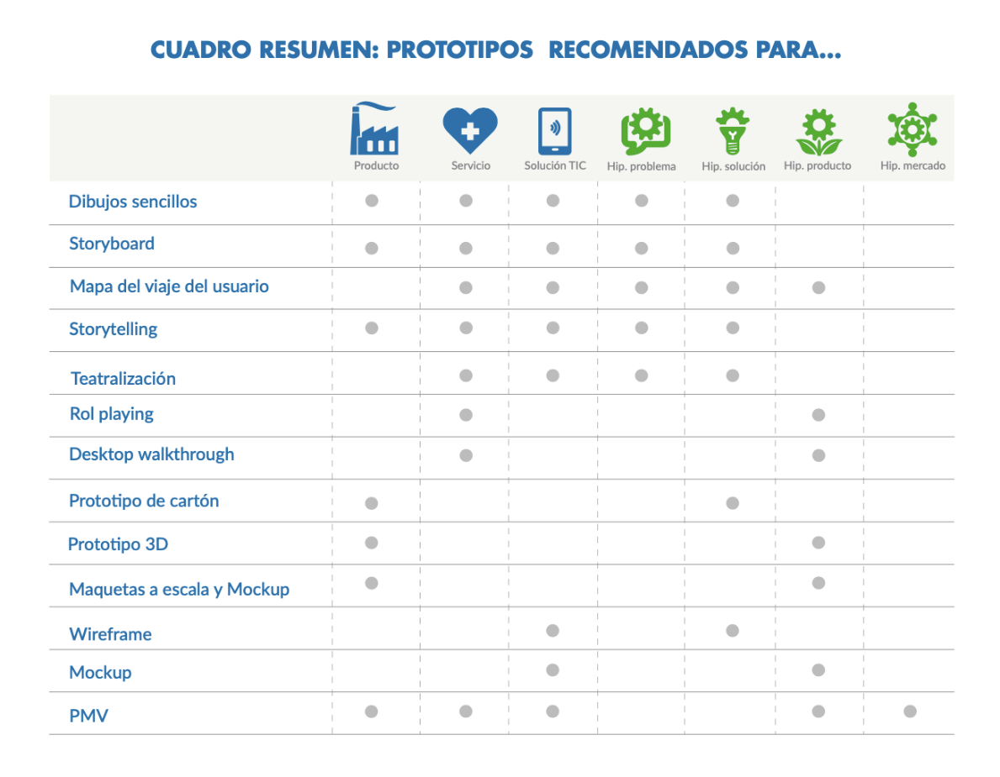 CUADRO RESUMEN: PROTOTIPOS RECOMENDADOS PARA...
Producto Servicio Solución TIC Hip. problema Hip. solución Hip. producto Hip. mercado
Dibujos sencillos
Storyboard
Mapa del viaje del usuario
Storytelling
Teatralización
Rol playing
Desktop walkthrough
Prototipo de cartón
Prototipo 3D
Maquetas a escala y Mockup
Wireframe
Mockup
PMV